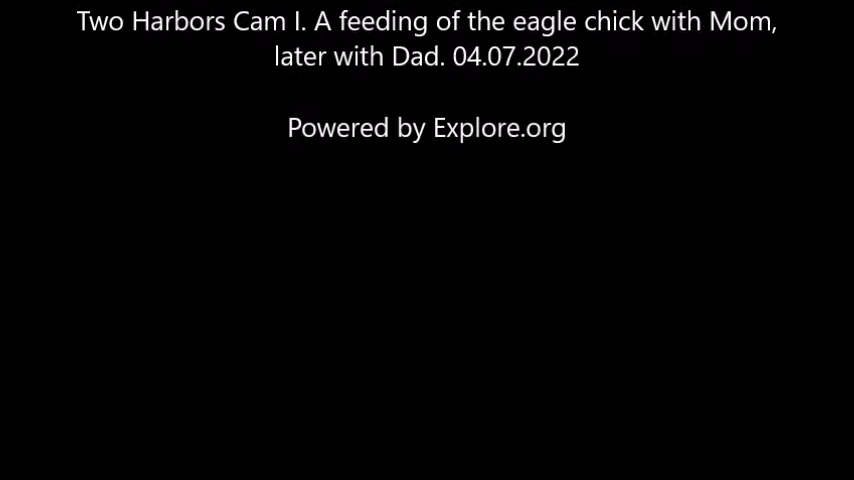 Two Harbors Cam I. A feeding of the eagle chick with Mom,
later with Dad. 04.07.2022
Powered by Explore.org